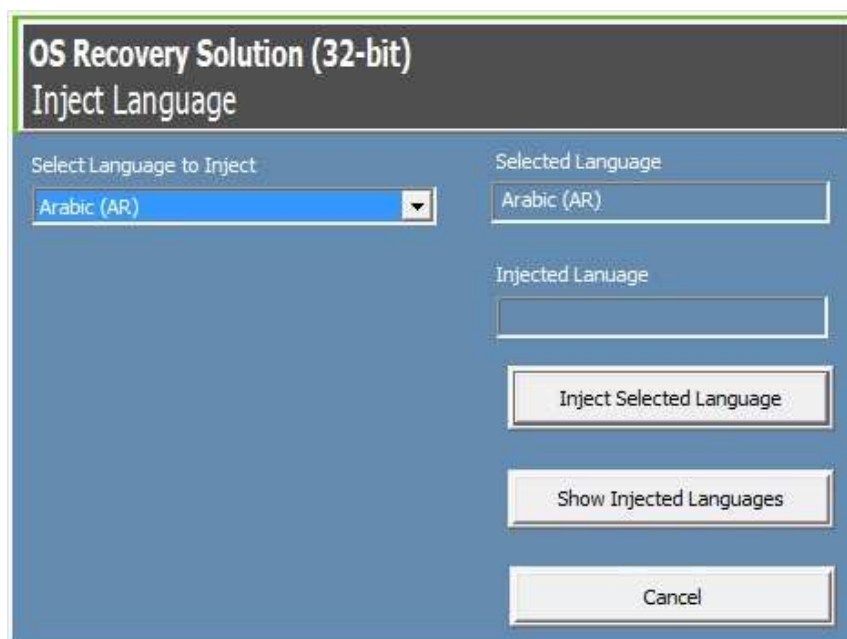 OS Recovery Solution (32-bit)
Inject Language
Select Language to Inject
Arabic (AR)
Selected Language
Arabic (AR)
Injected Lanuage
Inject Selected Language
Show Injected Languages
Cancel